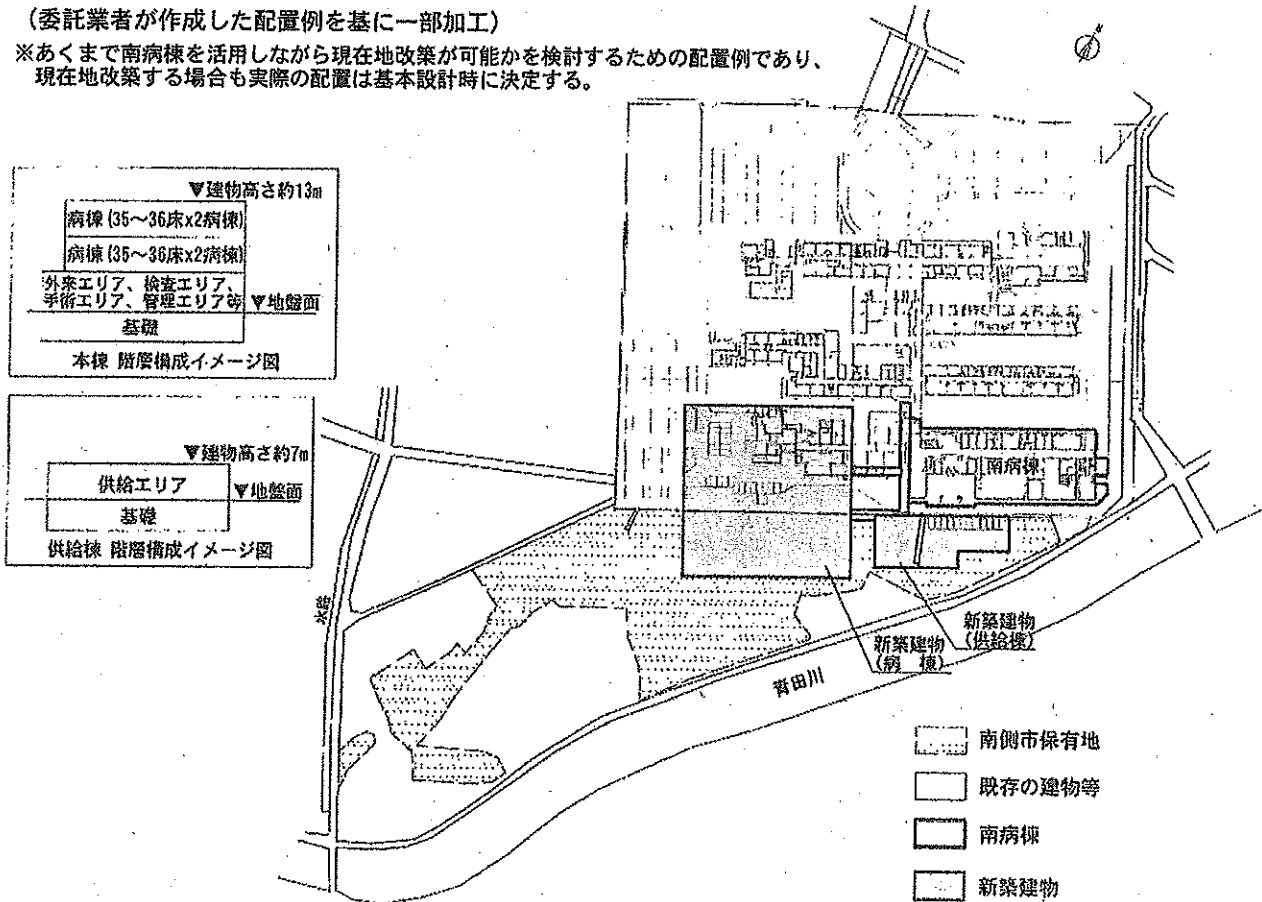 (委託業者が作成した配置例を基に一部加工)
※あくまで南病棟を活用しながら現在地改築が可能かを検討するための配置例であり、
現在地改築する場合も実際の配置は基本設計時に決定する。
N
▼建物高さ約13m
病棟(35～36床x2病棟)
病棟(35～36床x2病棟)
外来エリア、検査エリア、
手術エリア、管理エリア等 ▼地盤面
基礎
本棟 階層構成イメージ図
▼建物高さ約7m
供給エリア ▼地盤面
基礎
供給棟 階層構成イメージ図
南病棟
水路
新築建物
(供給棟)
新築建物
(病 棟)
青田川
南側市保有地
既存の建物等
南病棟
新築建物